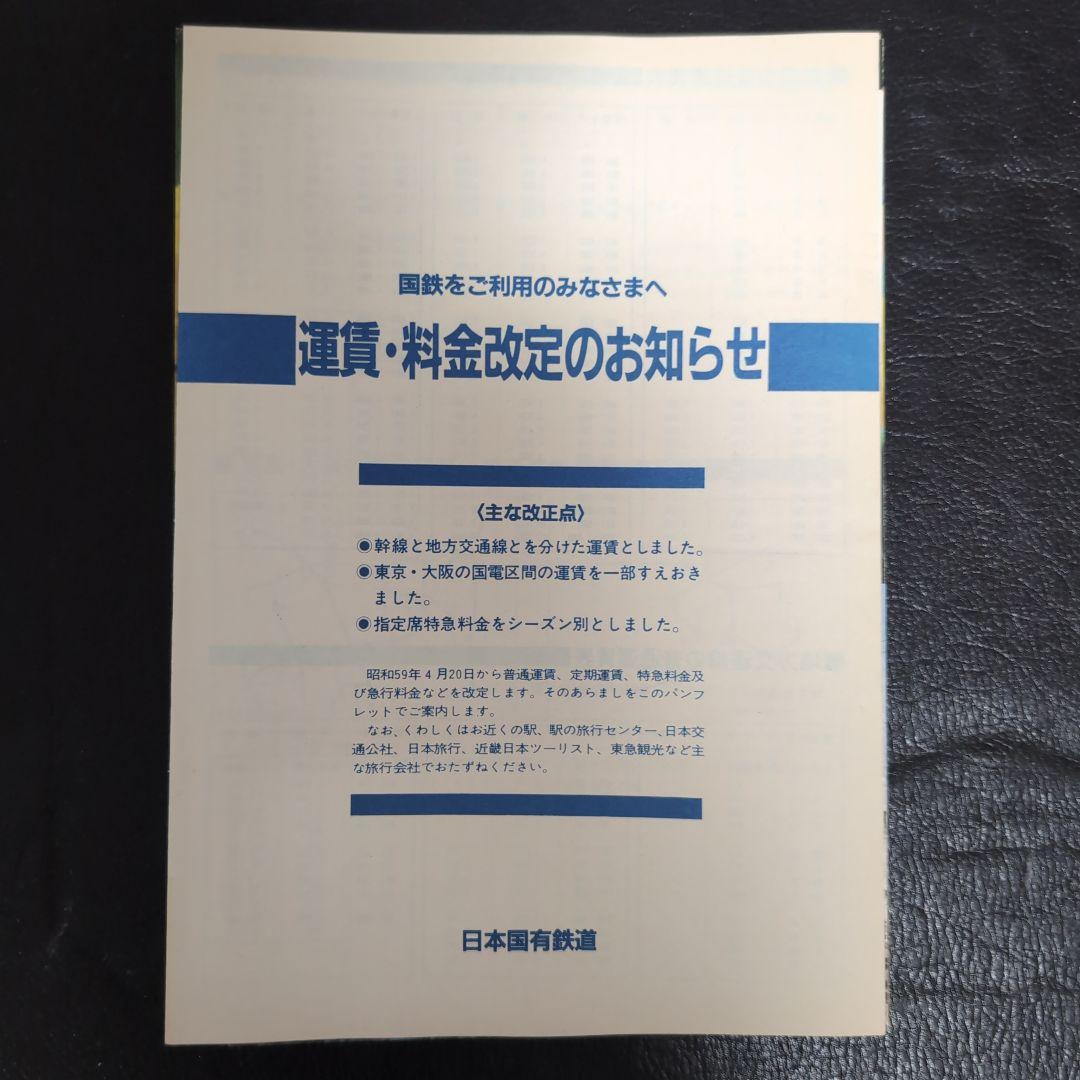 国鉄をご利用のみなさまへ
運賃・料金改定のお知らせ
〈主な改正点〉
◉幹線と地方交通線とを分けた運賃としました。
◉東京・大阪の国電区間の運賃を一部すえおき
ました。
◉指定席特急料金をシーズン別としました。
昭和59年4月20日から普通運賃、定期運賃、特急料金及
び急行料金などを改定します。そのあらましをこのパンフ
レットでご案内します。
なお、くわしくはお近くの駅、駅の旅行センター、日本交
通公社、日本旅行、近畿日本ツーリスト、東急観光など主
な旅行会社でおたずねください。
日本国有鉄道